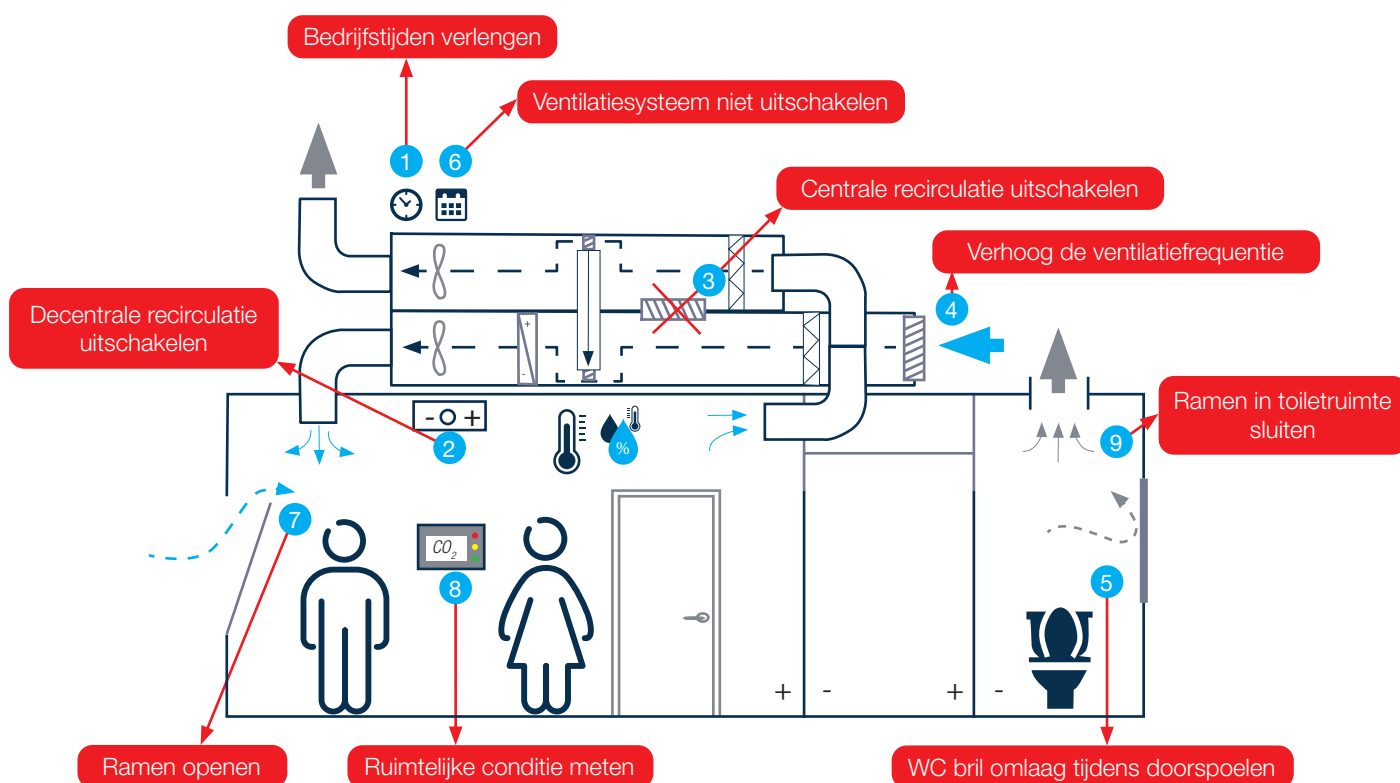 Bedrijfstijden verlengen
Ventilatiesysteem niet uitschakelen
1
6
Centrale recirculatie uitschakelen
Verhoog de ventilatiefrequentie
3
4
Decentrale recirculatie
uitschakelen
+
-
- +
2
%
Ramen in toiletruimte
sluiten
9
7
CO2
8
5
+ - + -
Ramen openen
Ruimtelijke conditie meten
WC bril omlaag tijdens doorspoelen